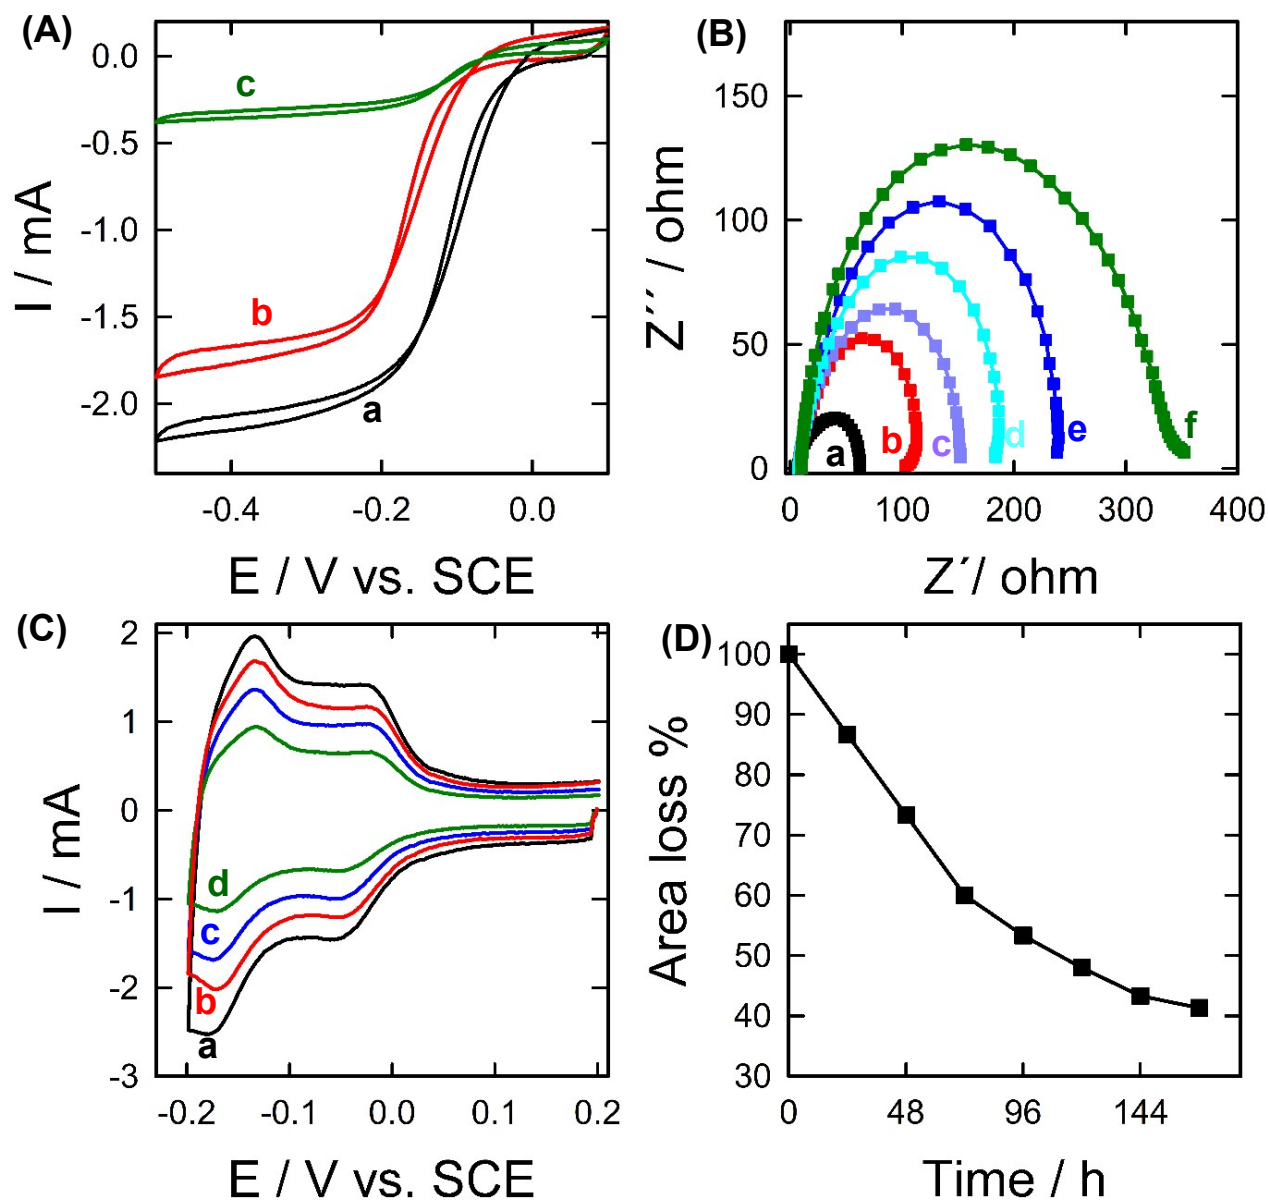 (A)
0.0
-0.5
-1.0
-1.5
-2.0
I / mA
c
b
a
-0.4 -0.2 0.0
E / V vs. SCE
(B)
150
100
50
0
Z´´ / ohm
a b c d e f
0 100 200 300 400
Z´/ ohm
(C)
2
1
0
-1
-2
-3
I / mA
d
c
b
a
-0.2 -0.1 0.0 0.1 0.2
E / V vs. SCE
(D)
100
90
80
70
60
50
40
30
Area loss %
0 48 96 144
Time / h